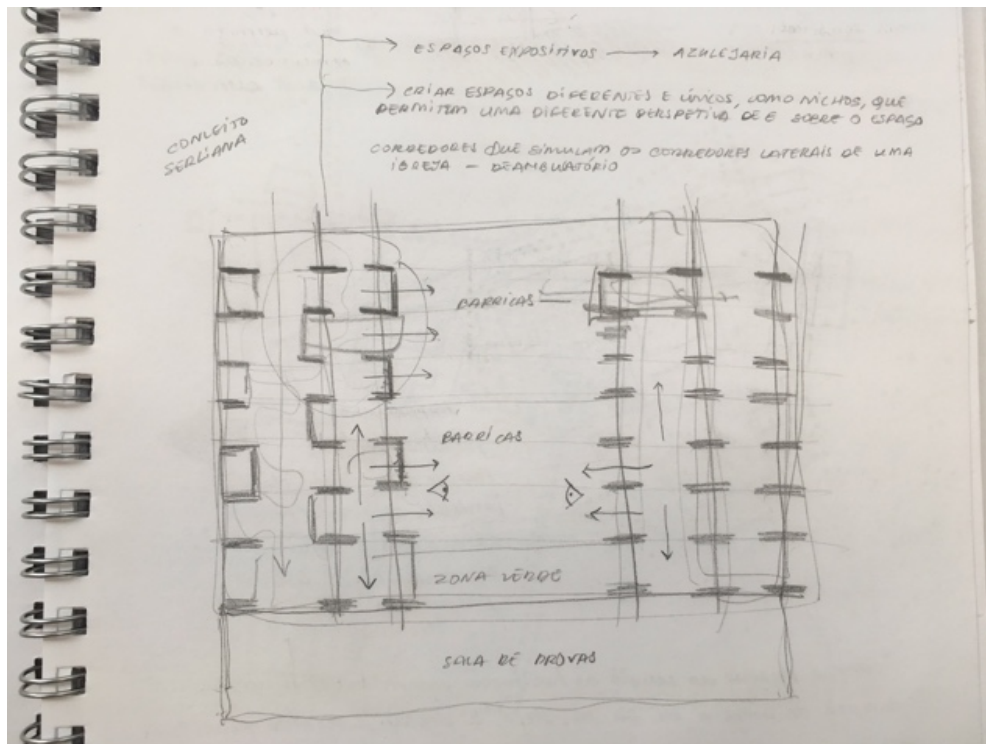 ESPAÇOS EXPOSITIVOS → AZULEJARIA
CRIAR ESPAÇOS DIFERENTES E ÚNICOS, COMO NICHOS, QUE
PERMITEM UMA DIFERENTE PERSPETIVA DE E SOBRE O ESPAÇO
CONCEITO
SERLIANA
CORREDORES QUE SIMULAM OS CORREDORES LATERAIS DE UMA
IGREJA — DEAMBULATÓRIO
BARRICAS
BARRICAS
ZONA VERDE
SALA DE PROVAS